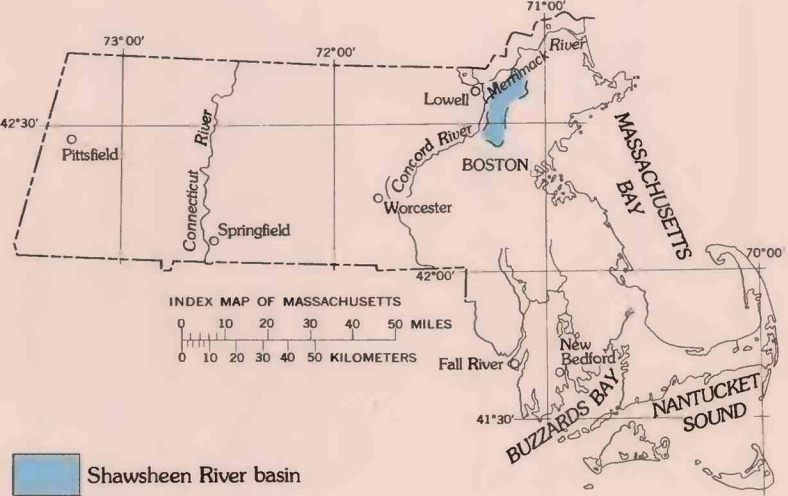 71°00'
73°00'
72°00'
Merrimack River
Lowell
42°30'
Pittsfield
Connecticut River
Concord River
BOSTON
MASSACHUSETTS
BAY
Worcester
Springfield
70°00'
42°00'
INDEX MAP OF MASSACHUSETTS
0 10 20 30 40 50 MILES
0 10 20 30 40 50 KILOMETERS
Fall River
New
Bedford
BUZZARDS BAY
NANTUCKET
SOUND
41°30'
Shawsheen River basin